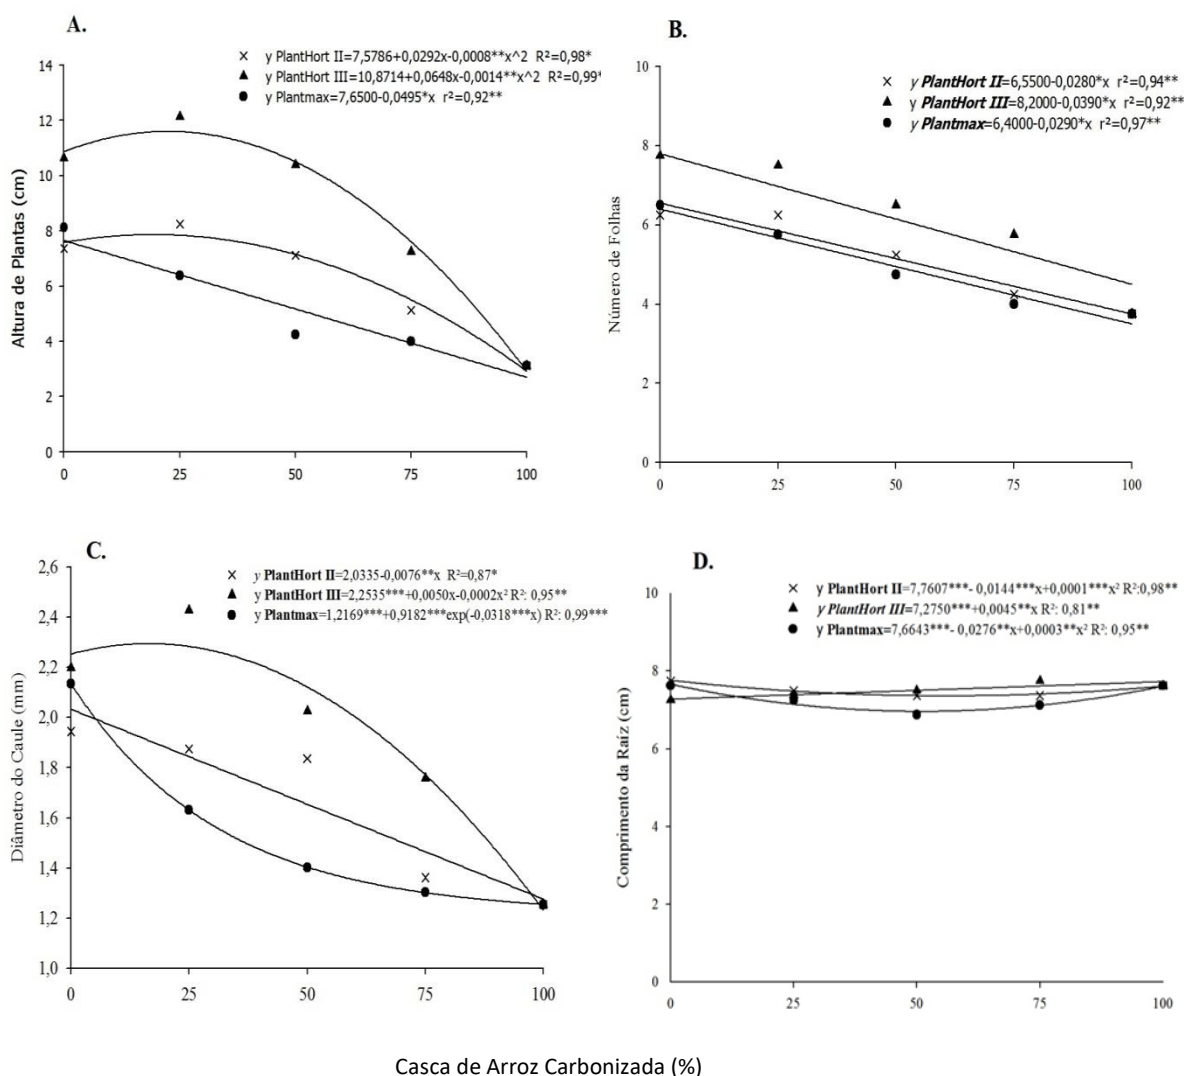 A.
y PlantHort II=7,5786+0,0292x-0,0008**x^2 R²=0,98*
y PlantHort III=10,8714+0,0648x-0,0014**x^2 R²=0,99*
y Plantmax=7,6500-0,0495*x r²=0,92**
Altura de Plantas (cm)
14
12
10
8
6
4
2
0
0 25 50 75 100
B.
y PlantHort II=6,5500-0,0280*x r²=0,94**
y PlantHort III=8,2000-0,0390*x r²=0,92**
y Plantmax=6,4000-0,0290*x r²=0,97**
Número de Folhas
10
8
6
4
2
0
0 25 50 75 100
C.
y PlantHort II=2,0335-0,0076**x R²=0,87*
y PlantHort III=2,2535***+0,0050x-0,0002x² R²: 0,95**
y Plantmax=1,2169***+0,9182***exp(-0,0318***x) R²: 0,99***
Diâmetro do Caule (mm)
2,6
2,4
2,2
2,0
1,8
1,6
1,4
1,2
1,0
0 25 50 75 100
D.
y PlantHort II=7,7607***- 0,0144***x+0,0001***x² R²:0,98**
y PlantHort III=7,2750***+0,0045**x R²: 0,81**
y Plantmax=7,6643***- 0,0276**x+0,0003**x² R²: 0,95**
Comprimento da Raíz (cm)
10
8
6
4
2
0
0 25 50 75 100
Casca de Arroz Carbonizada (%)